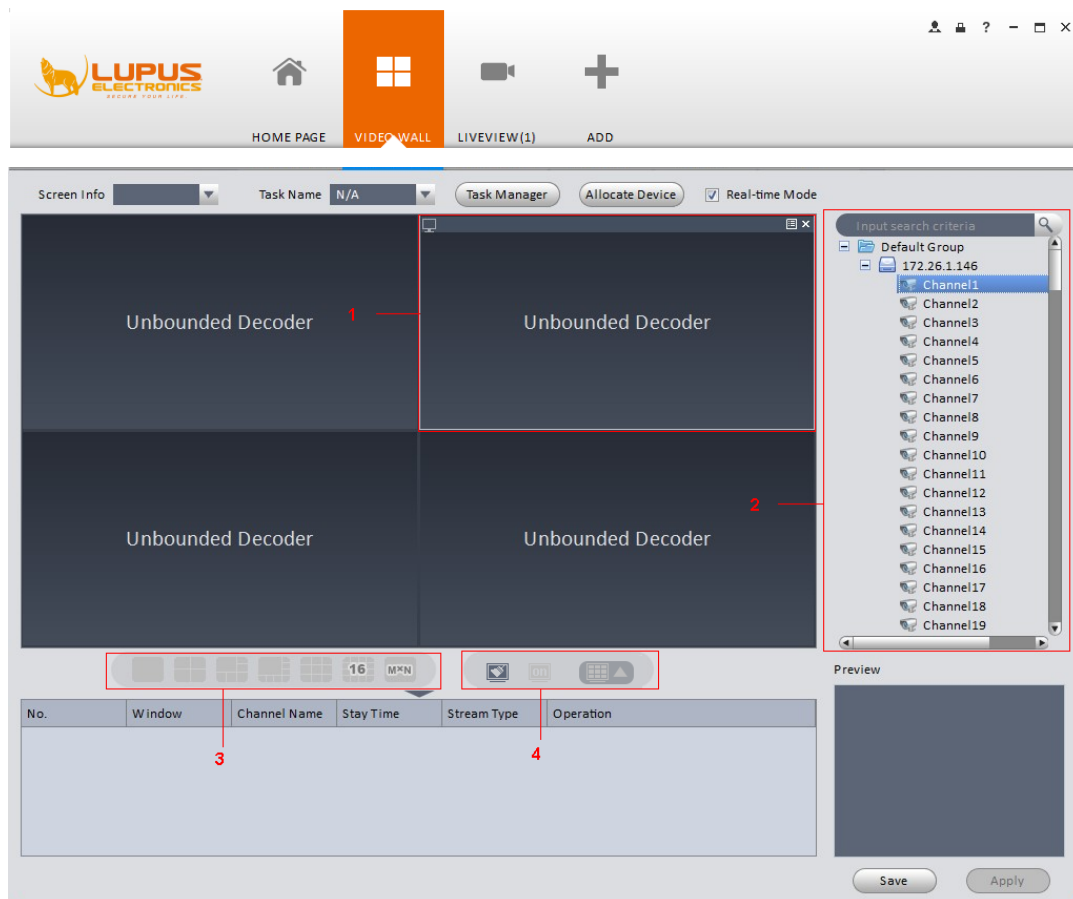 LUPUS
ELECTRONICS
SECURE YOUR LIFE.
HOME PAGE
VIDEO WALL
LIVEVIEW(1)
ADD
Screen Info
Task Name N/A
Task Manager
Allocate Device
Real-time Mode
Unbounded Decoder
1
Unbounded Decoder
Unbounded Decoder
Unbounded Decoder
Input search criteria
Default Group
172.26.1.146
Channel1
Channel2
Channel3
Channel4
Channel5
Channel6
Channel7
Channel8
Channel9
Channel10
Channel11
Channel12
Channel13
Channel14
Channel15
Channel16
Channel17
Channel18
Channel19
2
16
M×N
3
4
Preview
No.
Window
Channel Name
Stay Time
Stream Type
Operation
Save
Apply